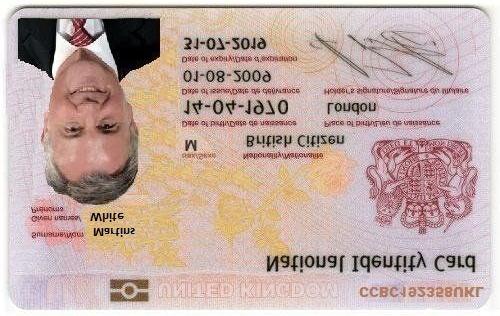 UNITED KINGDOM CCBC192358UKL
National Identity Card
Surname/Nom Martins
Given names/ White
Prénoms
Sex/Sexe Nationality/Nationalité
M British Citizen
Date of birth/Date de naissance Place of birth/Lieu de naissance
14-04-1970 London
Date of issue/Date de délivrance Holder's signature/Signature du titulaire
01-08-2009
Date of expiry/Date d'expiration
31-07-2019